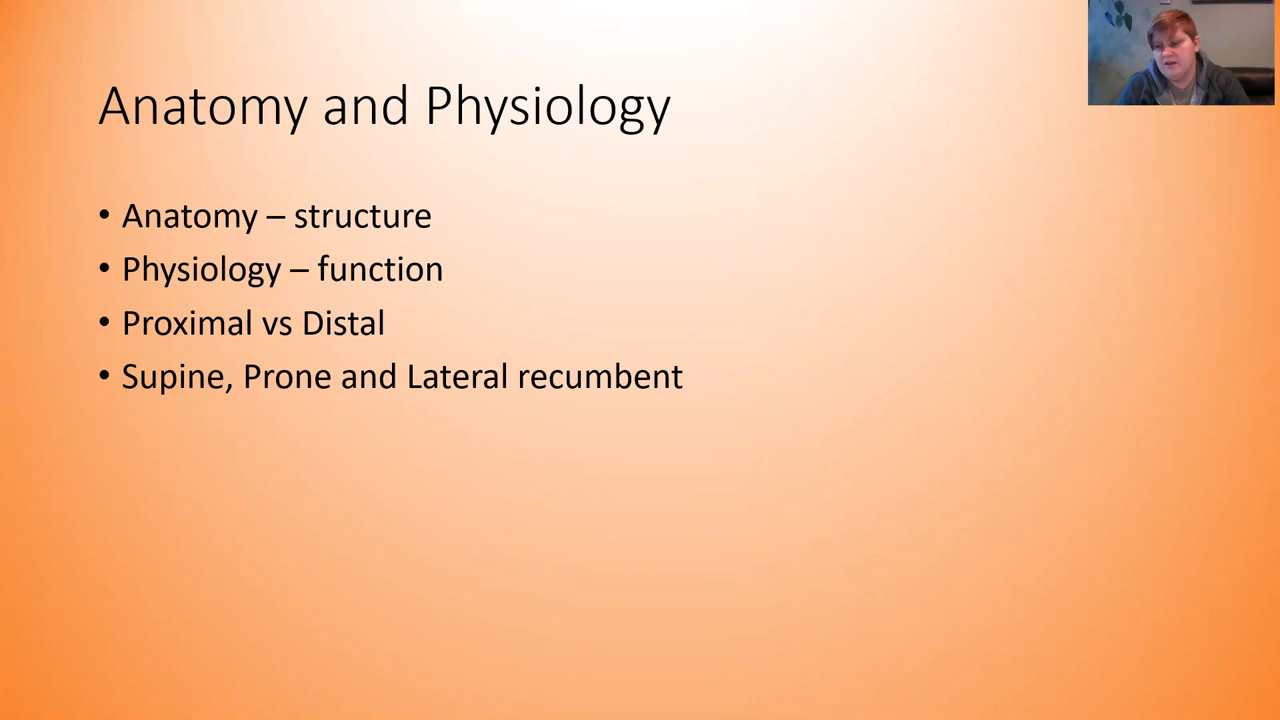 Anatomy and Physiology
• Anatomy – structure
• Physiology – function
• Proximal vs Distal
• Supine, Prone and Lateral recumbent